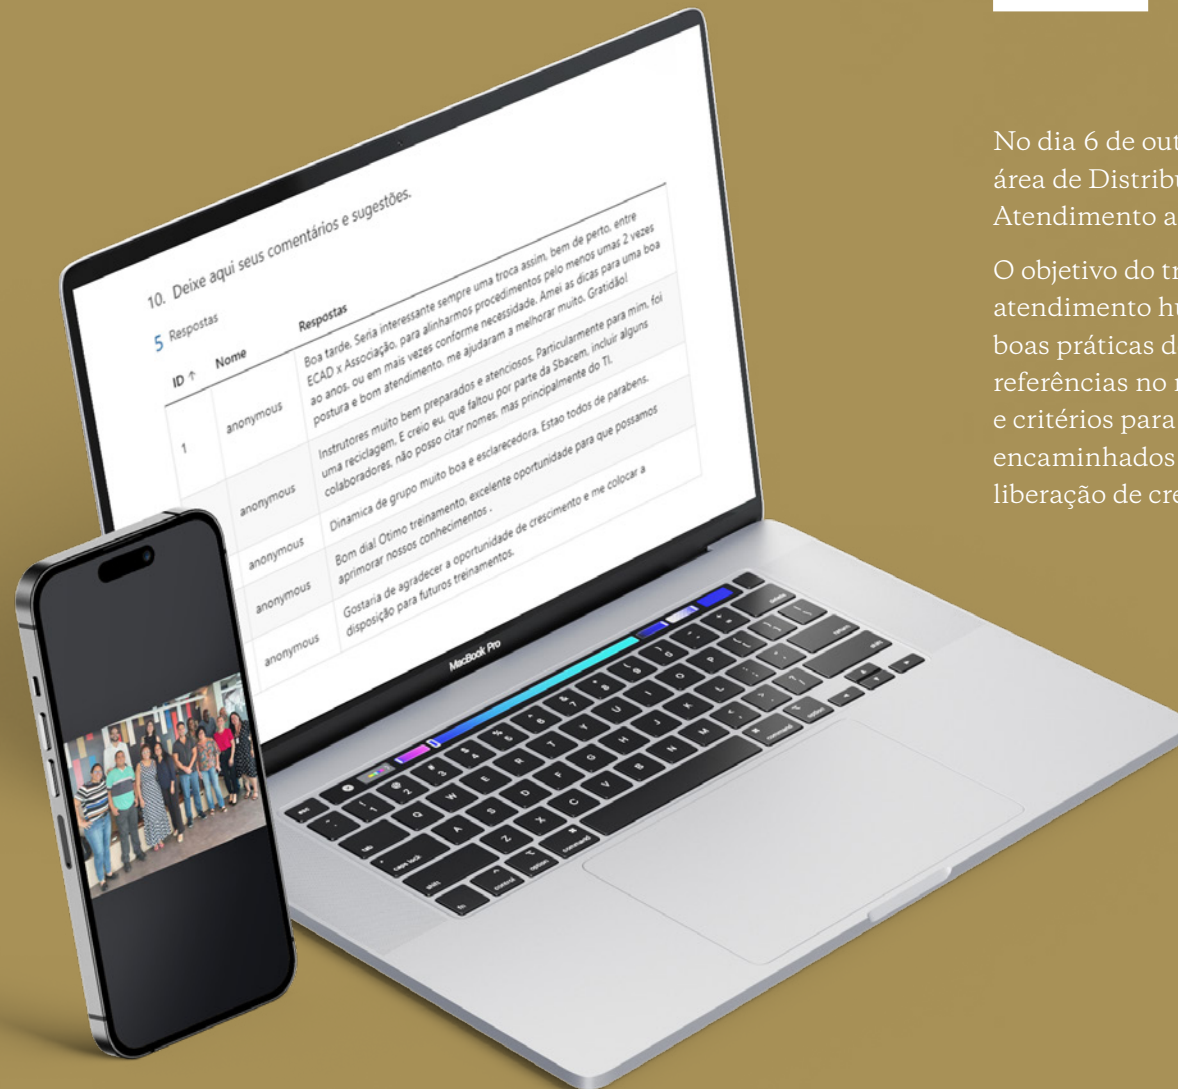 10. Deixe aqui seus comentários e sugestões.
5 Respostas
ID ↑ Nome Respostas
1 anonymous Boa tarde. Seria interessante sempre uma troca assim, bem de perto, entre
ECAD x Associação, para alinharmos procedimentos pelo menos umas 2 vezes
ao anos, ou em mais vezes conforme necessidade. Amei as dicas para uma boa
postura e bom atendimento, me ajudaram a melhorar muito. Gratidão!
anonymous Instrutores muito bem preparados e atenciosos. Particularmente para mim, foi
uma reciclagem. E creio eu, que faltou por parte da Sbacem, incluir alguns
colaboradores, não posso citar nomes, mas principalmente do TI.
anonymous Dinamica de grupo muito boa e esclarecedora. Estao todos de parabens.
anonymous Bom dia! Otimo treinamento, excelente oportunidade para que possamos
aprimorar nossos conhecimentos .
anonymous Gostaria de agradecer a oportunidade de crescimento e me colocar a
disposição para futuros treinamentos.
MacBook Pro
No dia 6 de out
área de Distribu
Atendimento a
O objetivo do tr
atendimento hu
boas práticas d
referências no
e critérios para
encaminhados
liberação de cre